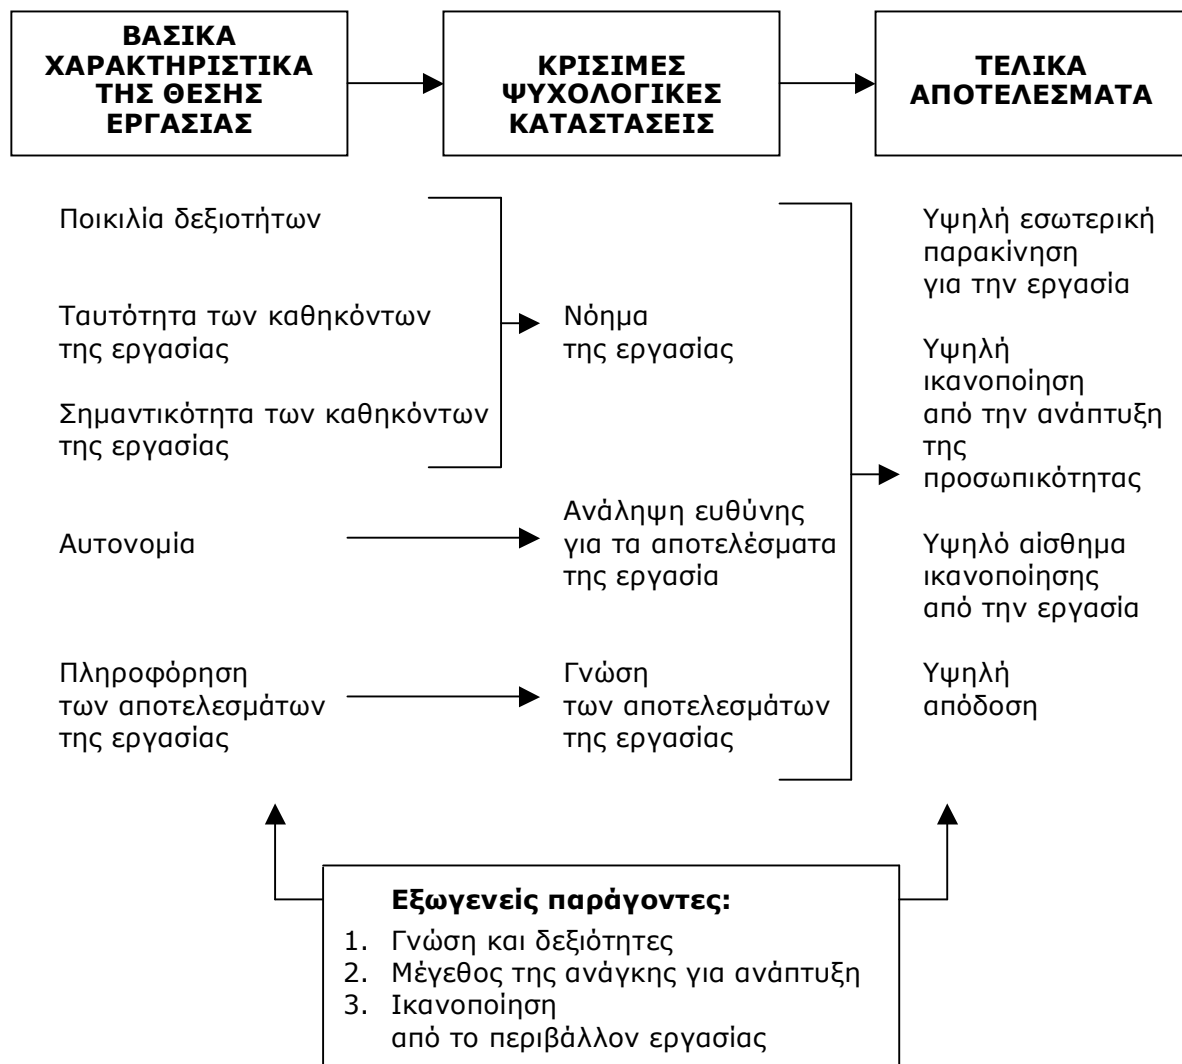 ΒΑΣΙΚΑ
ΧΑΡΑΚΤΗΡΙΣΤΙΚΑ
ΤΗΣ ΘΕΣΗΣ
ΕΡΓΑΣΙΑΣ
ΚΡΙΣΙΜΕΣ
ΨΥΧΟΛΟΓΙΚΕΣ
ΚΑΤΑΣΤΑΣΕΙΣ
ΤΕΛΙΚΑ
ΑΠΟΤΕΛΕΣΜΑΤΑ
Ποικιλία δεξιοτήτων
Ταυτότητα των καθηκόντων
της εργασίας
Σημαντικότητα των καθηκόντων
της εργασίας
Αυτονομία
Πληροφόρηση
των αποτελεσμάτων
της εργασίας
Νόημα
της εργασίας
Ανάληψη ευθύνης
για τα αποτελέσματα
της εργασία
Γνώση
των αποτελεσμάτων
της εργασίας
Υψηλή εσωτερική
παρακίνηση
για την εργασία
Υψηλή
ικανοποίηση
από την ανάπτυξη
της
προσωπικότητας
Υψηλό αίσθημα
ικανοποίησης
από την εργασία
Υψηλή
απόδοση
Εξωγενείς παράγοντες:
1. Γνώση και δεξιότητες
2. Μέγεθος της ανάγκης για ανάπτυξη
3. Ικανοποίηση
από το περιβάλλον εργασίας